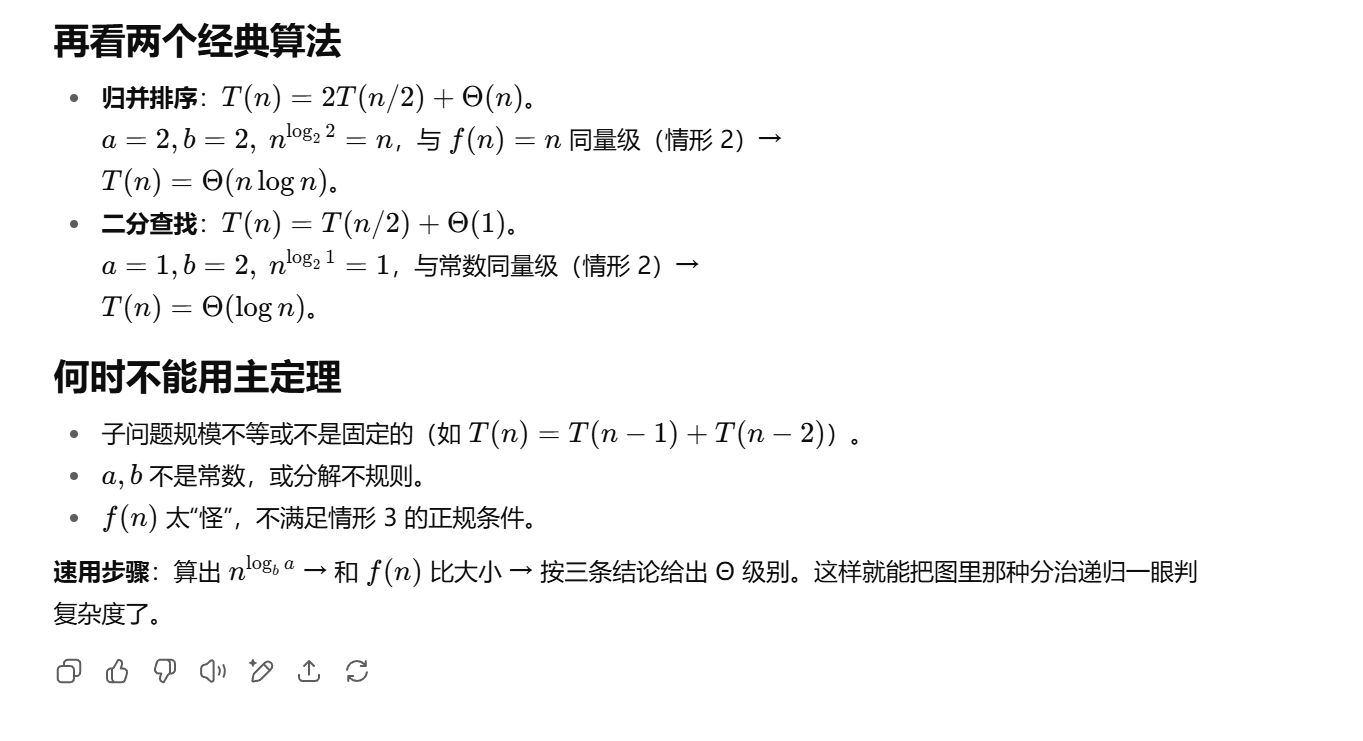 再看两个经典算法
• 归并排序：T(n) = 2T(n/2) + Θ(n)。
a = 2, b = 2, n^{log_2 2} = n，与 f(n) = n 同量级（情形 2）→
T(n) = Θ(n log n)。
• 二分查找：T(n) = T(n/2) + Θ(1)。
a = 1, b = 2, n^{log_2 1} = 1，与常数同量级（情形 2）→
T(n) = Θ(log n)。
何时不能用主定理
• 子问题规模不等或不是固定的（如 T(n) = T(n − 1) + T(n − 2)）。
• a, b 不是常数，或分解不规则。
• f(n) 太“怪”，不满足情形 3 的正规条件。
速用步骤：算出 n^{log_b a} → 和 f(n) 比大小 → 按三条结论给出 Θ 级别。这样就能把图里那种分治递归一眼判
复杂度了。